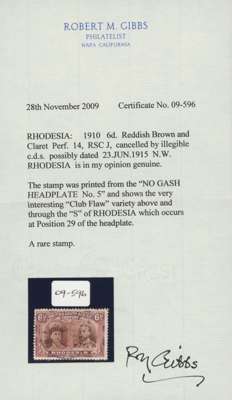 ROBERT M. GIBBS
PHILATELIST
NAPA CALIFORNIA
28th November 2009 Certificate No. 09-596
RHODESIA: 1910 6d. Reddish Brown and
Claret Perf. 14, RSC J, cancelled by illegible
c.d.s. possibly dated 23.JUN.1915 N.W.
RHODESIA is in my opinion genuine.
The stamp was printed from the "NO GASH
HEADPLATE No. 5" and shows the very
interesting "Club Flaw" variety above and
through the "S" of RHODESIA which occurs
at Position 29 of the headplate.
A rare stamp.
09-596
RHODESIA
Roy Gibbs